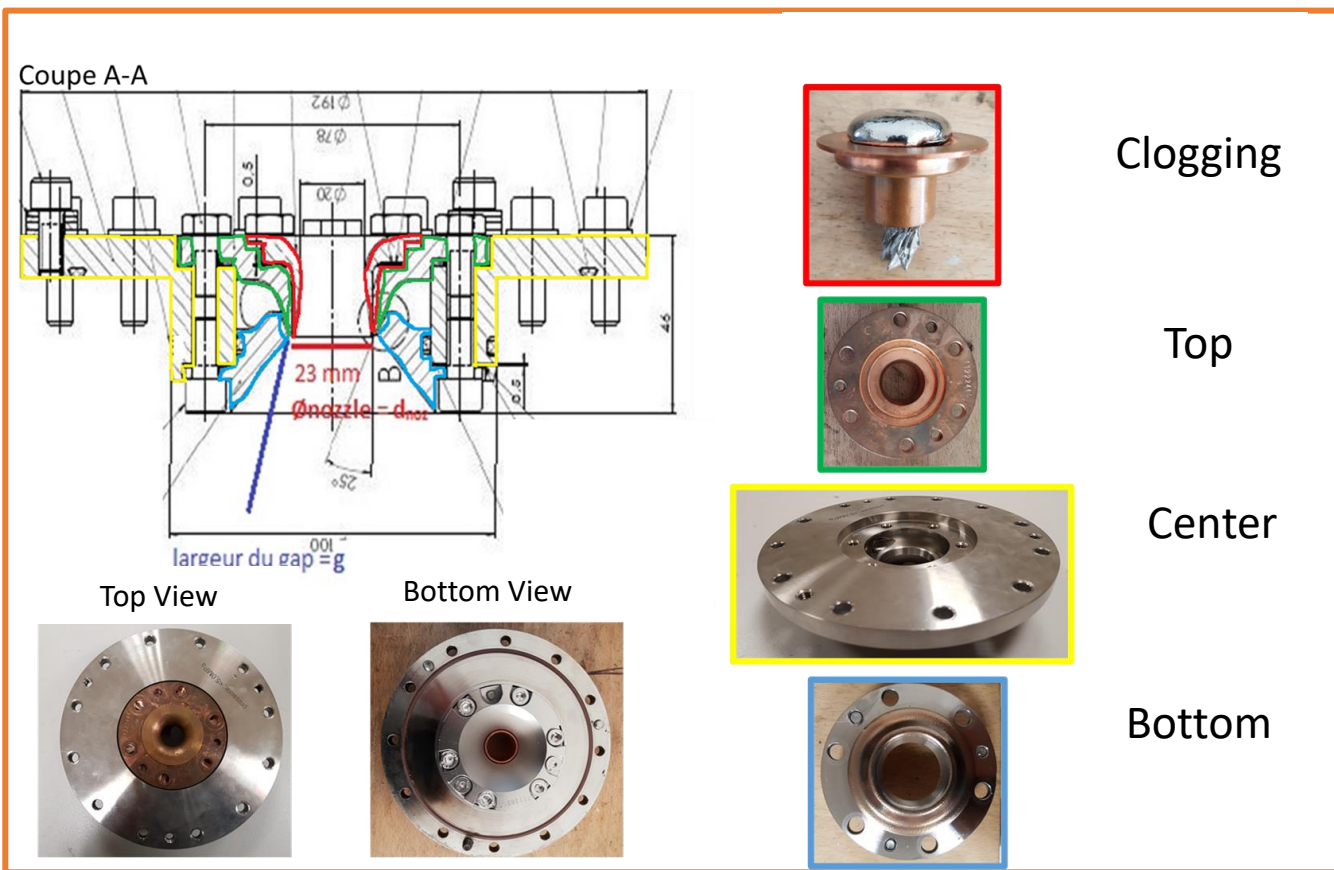 Coupe A-A
Ø192
Ø78
0.5
Ø20
46
23 mm
B
0.5
Ønozzle = dnoz
25°
100
largeur du gap = g
Top View
Bottom View
Clogging
Top
Center
Bottom